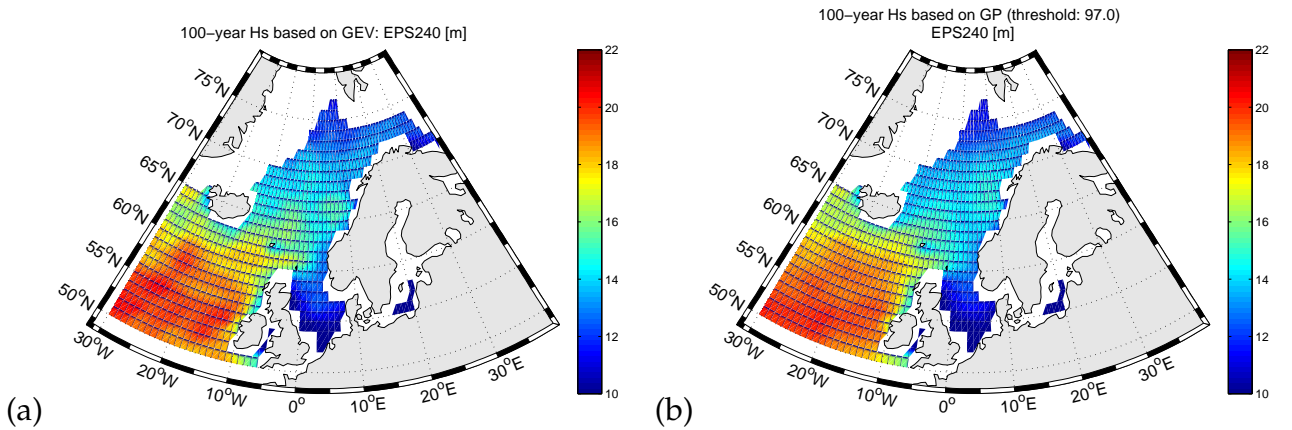 100−year Hs based on GEV: EPS240 [m]
75°N
70°N
65°N
60°N
55°N
50°N
30°W
20°W
10°W
0°
10°E
20°E
30°E
22
20
18
16
14
12
10
(a)
100−year Hs based on GP (threshold: 97.0)
EPS240 [m]
75°N
70°N
65°N
60°N
55°N
50°N
30°W
20°W
10°W
0°
10°E
20°E
30°E
22
20
18
16
14
12
10
(b)